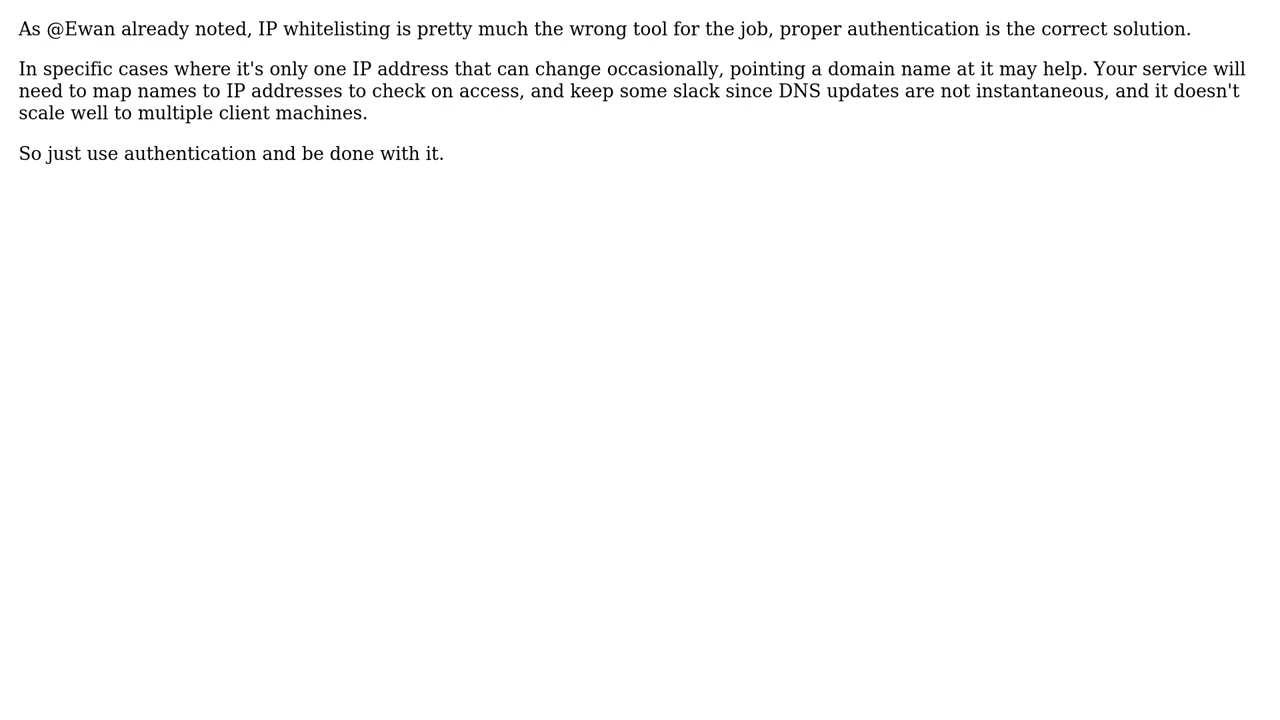 As @Ewan already noted, IP whitelisting is pretty much the wrong tool for the job, proper authentication is the correct solution.
In specific cases where it's only one IP address that can change occasionally, pointing a domain name at it may help. Your service will
need to map names to IP addresses to check on access, and keep some slack since DNS updates are not instantaneous, and it doesn't
scale well to multiple client machines.
So just use authentication and be done with it.